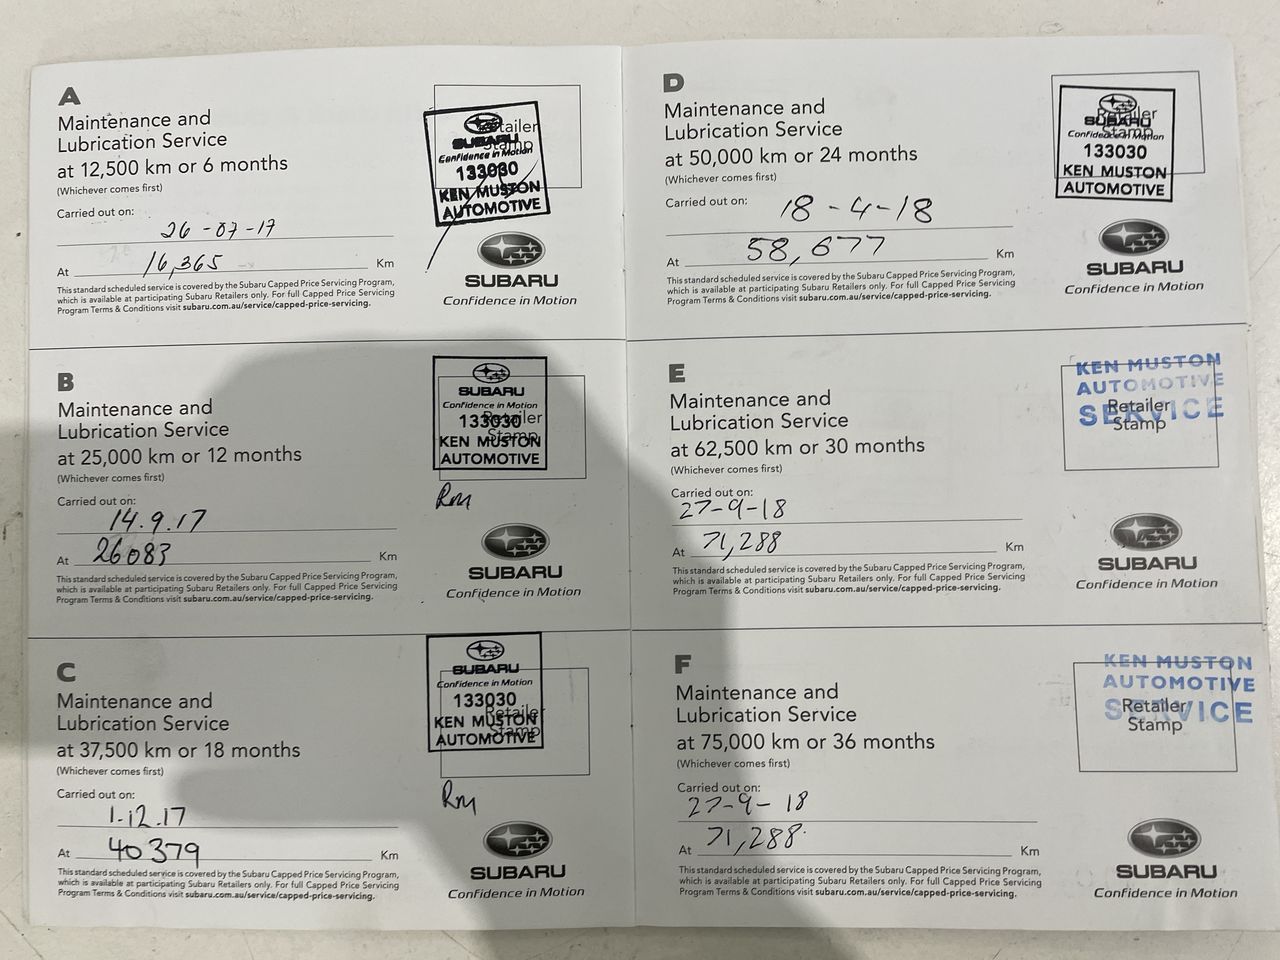 A
Maintenance and
Lubrication Service
at 12,500 km or 6 months
(Whichever comes first)
Carried out on:
26-07-17
At 16,365 Km
This standard scheduled service is covered by the Subaru Capped Price Servicing Program,
which is available at participating Subaru Retailers only. For full Capped Price Servicing
Program Terms & Conditions visit subaru.com.au/service/capped-price-servicing.
Retailer
Stamp
SUBARU
Confidence in Motion
133030
KEN MUSTON
AUTOMOTIVE
SUBARU
Confidence in Motion
B
Maintenance and
Lubrication Service
at 25,000 km or 12 months
(Whichever comes first)
Carried out on:
14.9.17
At 26083 Km
This standard scheduled service is covered by the Subaru Capped Price Servicing Program,
which is available at participating Subaru Retailers only. For full Capped Price Servicing
Program Terms & Conditions visit subaru.com.au/service/capped-price-servicing.
Retailer
Stamp
SUBARU
Confidence in Motion
133030
KEN MUSTON
AUTOMOTIVE
RM
SUBARU
Confidence in Motion
C
Maintenance and
Lubrication Service
at 37,500 km or 18 months
(Whichever comes first)
Carried out on:
1.12.17
At 40379 Km
This standard scheduled service is covered by the Subaru Capped Price Servicing Program,
which is available at participating Subaru Retailers only. For full Capped Price Servicing
Program Terms & Conditions visit subaru.com.au/service/capped-price-servicing.
Retailer
Stamp
SUBARU
Confidence in Motion
133030
KEN MUSTON
AUTOMOTIVE
RM
SUBARU
Confidence in Motion
D
Maintenance and
Lubrication Service
at 50,000 km or 24 months
(Whichever comes first)
Carried out on:
18-4-18
At 58,677 Km
This standard scheduled service is covered by the Subaru Capped Price Servicing Program,
which is available at participating Subaru Retailers only. For full Capped Price Servicing
Program Terms & Conditions visit subaru.com.au/service/capped-price-servicing.
Retailer
Stamp
SUBARU
Confidence in Motion
133030
KEN MUSTON
AUTOMOTIVE
SUBARU
Confidence in Motion
E
Maintenance and
Lubrication Service
at 62,500 km or 30 months
(Whichever comes first)
Carried out on:
27-9-18
At 71,288 Km
This standard scheduled service is covered by the Subaru Capped Price Servicing Program,
which is available at participating Subaru Retailers only. For full Capped Price Servicing
Program Terms & Conditions visit subaru.com.au/service/capped-price-servicing.
KEN MUSTON
AUTOMOTIVE
SERVICE
Retailer
Stamp
SUBARU
Confidence in Motion
F
Maintenance and
Lubrication Service
at 75,000 km or 36 months
(Whichever comes first)
Carried out on:
27-9-18
At 71,288 Km
This standard scheduled service is covered by the Subaru Capped Price Servicing Program,
which is available at participating Subaru Retailers only. For full Capped Price Servicing
Program Terms & Conditions visit subaru.com.au/service/capped-price-servicing.
KEN MUSTON
AUTOMOTIVE
SERVICE
Retailer
Stamp
SUBARU
Confidence in Motion